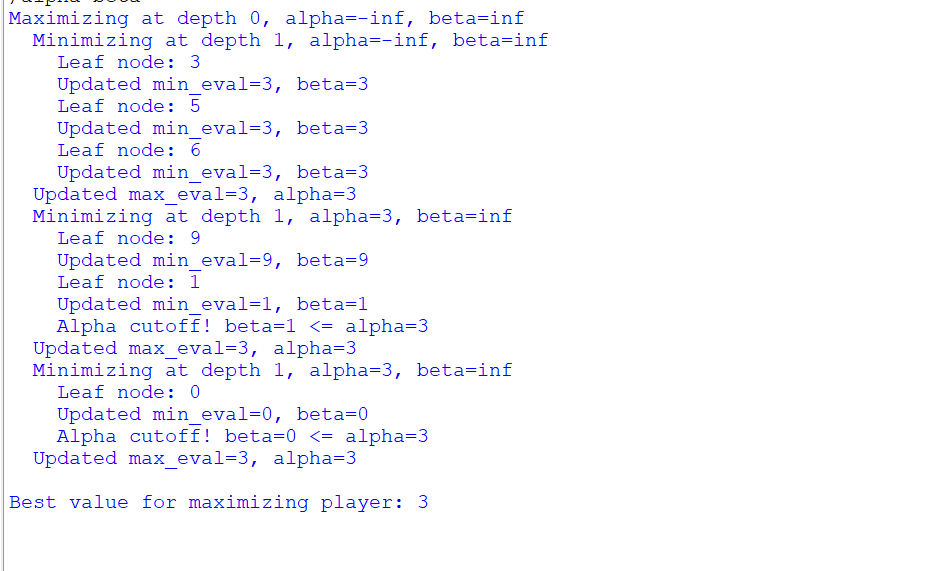 Maximizing at depth 0, alpha=-inf, beta=inf
Minimizing at depth 1, alpha=-inf, beta=inf
Leaf node: 3
Updated min_eval=3, beta=3
Leaf node: 5
Updated min_eval=3, beta=3
Leaf node: 6
Updated min_eval=3, beta=3
Updated max_eval=3, alpha=3
Minimizing at depth 1, alpha=3, beta=inf
Leaf node: 9
Updated min_eval=9, beta=9
Leaf node: 1
Updated min_eval=1, beta=1
Alpha cutoff! beta=1 <= alpha=3
Updated max_eval=3, alpha=3
Minimizing at depth 1, alpha=3, beta=inf
Leaf node: 0
Updated min_eval=0, beta=0
Alpha cutoff! beta=0 <= alpha=3
Updated max_eval=3, alpha=3
Best value for maximizing player: 3